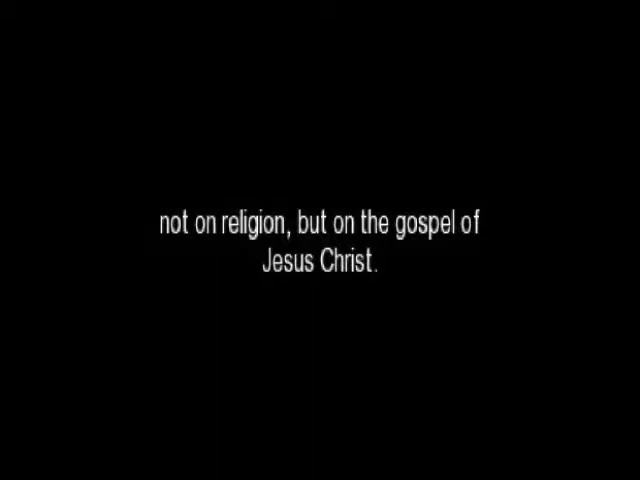 not on religion, but on the gospel of
Jesus Christ.